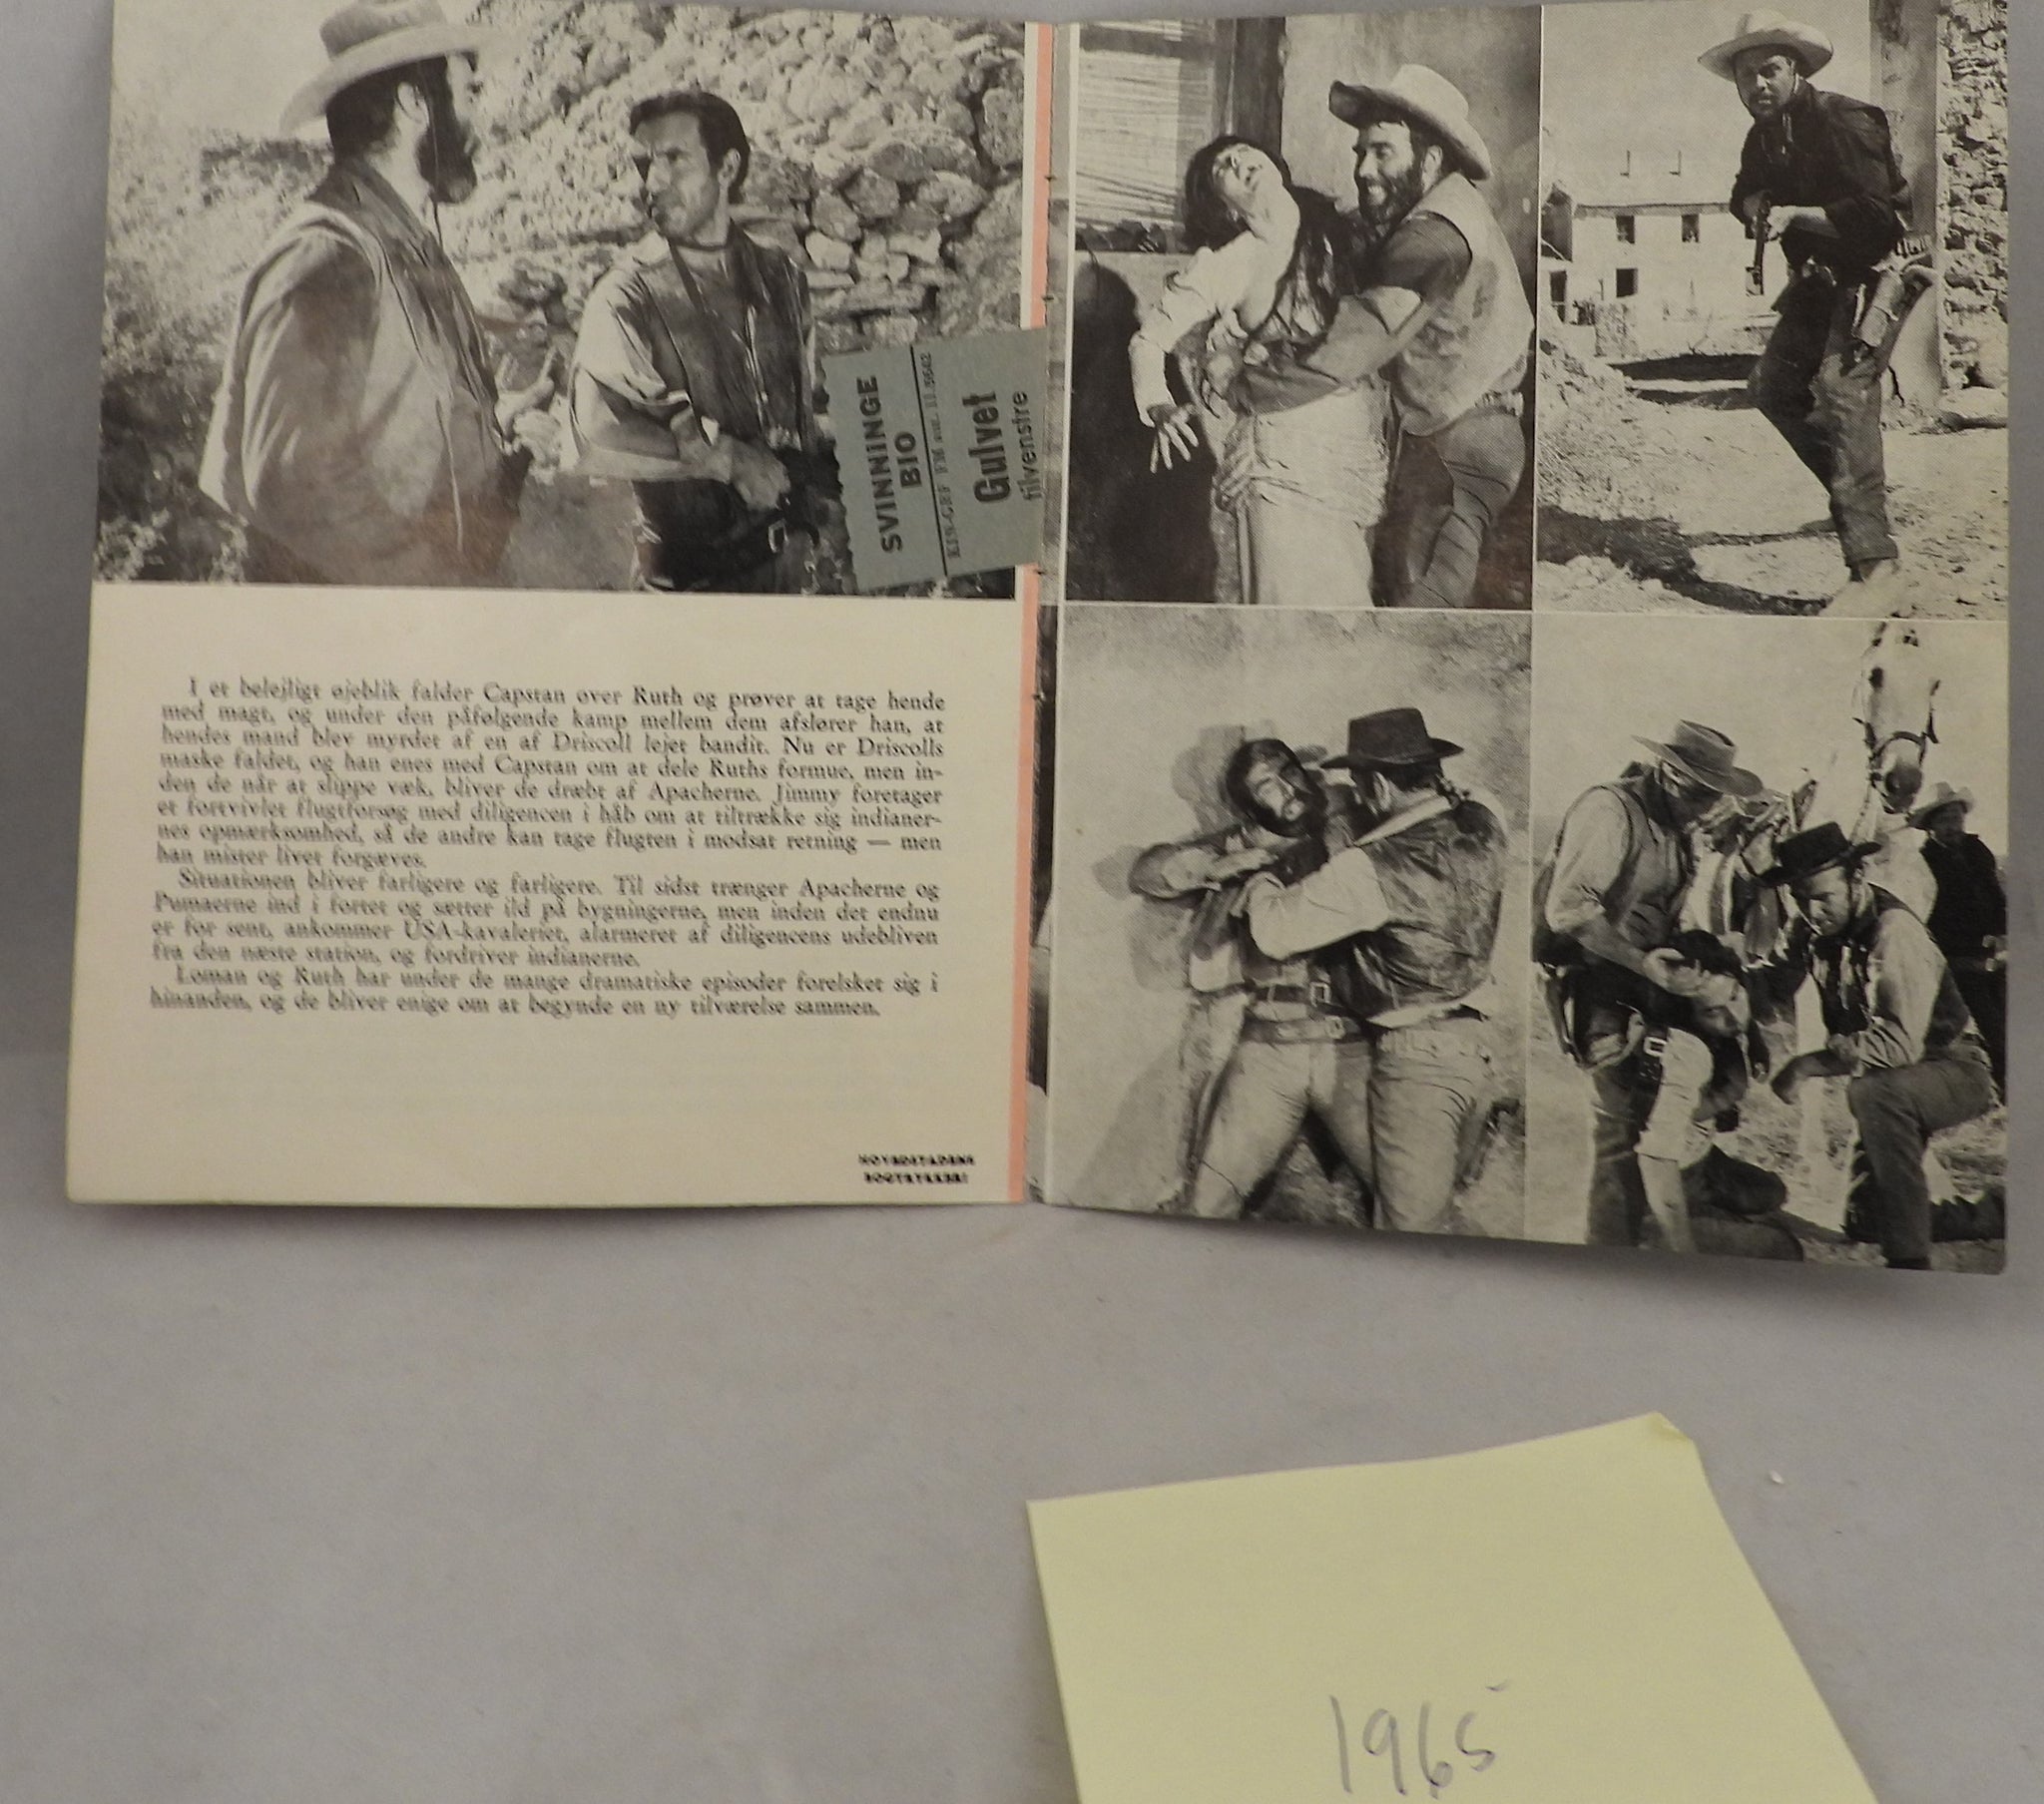 SVINNINGE
BIO
Gulvet
tilvenstre
I et belejligt øjeblik falder Capstan over Ruth og prøver at tage hende
med magt, og under den påfølgende kamp mellem dem afslører han, at
hendes mand blev myrdet af en af Driscoll lejet bandit. Nu er Driscolls
maske faldet, og han enes med Capstan om at dele Ruths formue, men in-
den de når at slippe væk, bliver de dræbt af Apacherne. Jimmy foretager
et fortvivlet flugtforsøg med diligencen i håb om at tiltrække sig indianer-
nes opmærksomhed, så de andre kan tage flugten i modsat retning — men
han mister livet forgæves.
Situationen bliver farligere og farligere. Til sidst trænger Apacherne og
Pumaerne ind i fortet og sætter ild på bygningerne, men inden det endnu
er for sent, ankommer USA-kavaleriet, alarmeret af diligencens udebliven
fra den næste station, og fordriver indianerne.
Loman og Ruth har under de mange dramatiske episoder forelsket sig i
hinanden, og de bliver enige om at begynde en ny tilværelse sammen.
HOVEDSTADENS
BOGTRYKKERI
1965